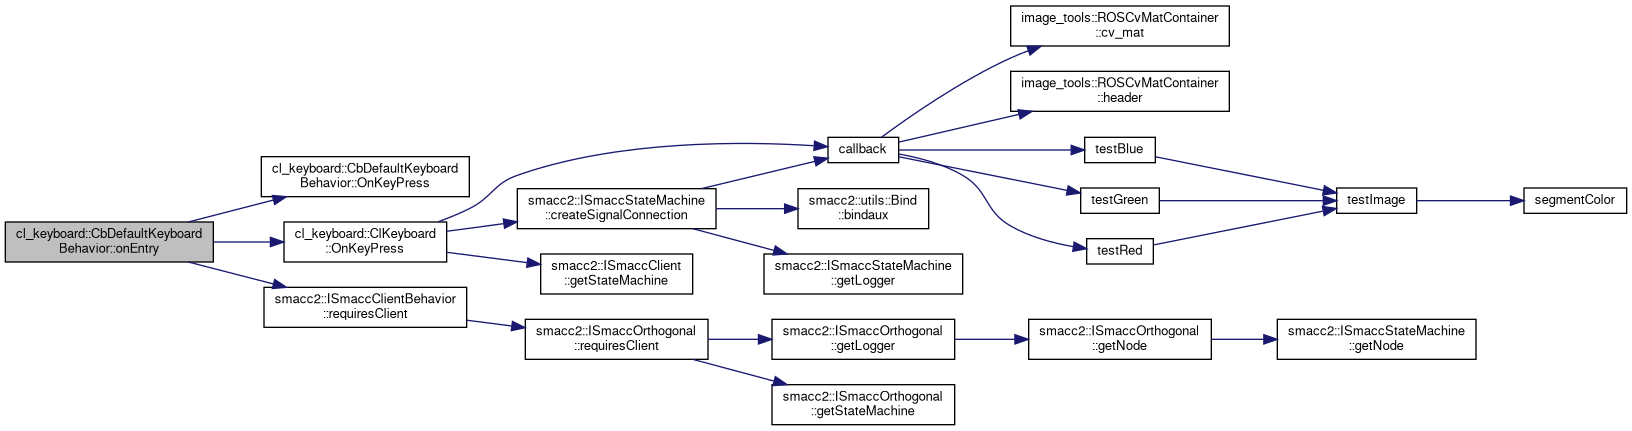 cl_keyboard::CbDefaultKeyboard
Behavior::onEntry
cl_keyboard::CbDefaultKeyboard
Behavior::OnKeyPress
cl_keyboard::ClKeyboard
::OnKeyPress
smacc2::ISmaccClientBehavior
::requiresClient
smacc2::ISmaccStateMachine
::createSignalConnection
smacc2::ISmaccClient
::getStateMachine
smacc2::ISmaccOrthogonal
::requiresClient
callback
smacc2::utils::Bind
::bindaux
smacc2::ISmaccStateMachine
::getLogger
smacc2::ISmaccOrthogonal
::getLogger
smacc2::ISmaccOrthogonal
::getStateMachine
image_tools::ROSCvMatContainer
::cv_mat
image_tools::ROSCvMatContainer
::header
testBlue
testGreen
testRed
smacc2::ISmaccOrthogonal
::getNode
testImage
smacc2::ISmaccStateMachine
::getNode
segmentColor